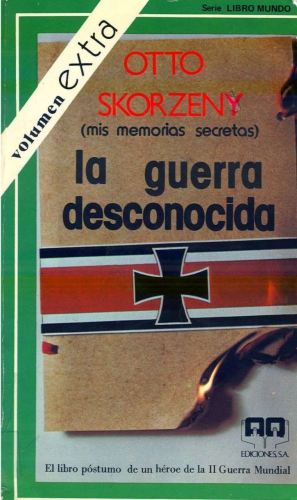 Serie LIBRO MUNDO
volumen extra
OTTO
SKORZENY
(mis memorias secretas)
la guerra
desconocida
EDICIONES, S.A.
El libro póstumo de un héroe de la II Guerra Mundial